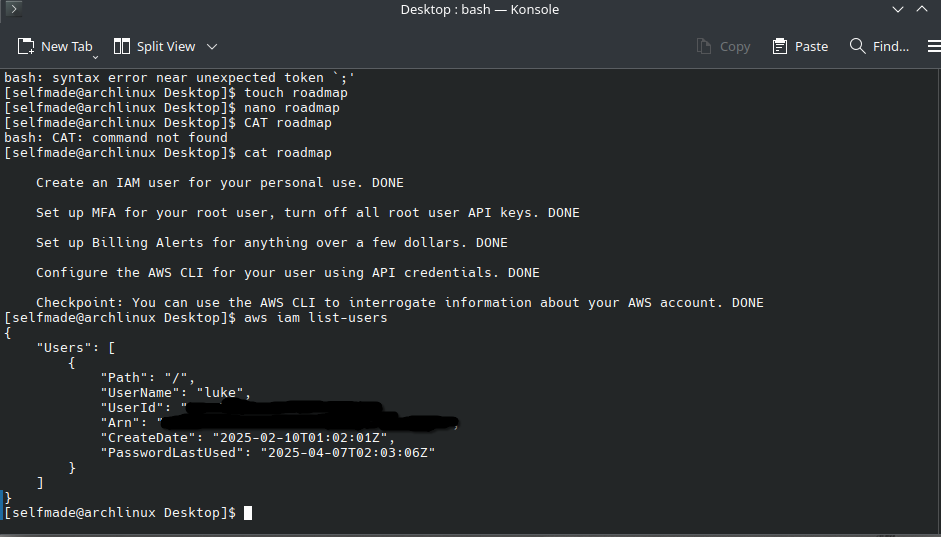 Desktop : bash — Konsole
New Tab Split View Copy Paste Find...
bash: syntax error near unexpected token `;'
[selfmade@archlinux Desktop]$ touch roadmap
[selfmade@archlinux Desktop]$ nano roadmap
[selfmade@archlinux Desktop]$ CAT roadmap
bash: CAT: command not found
[selfmade@archlinux Desktop]$ cat roadmap
Create an IAM user for your personal use. DONE
Set up MFA for your root user, turn off all root user API keys. DONE
Set up Billing Alerts for anything over a few dollars. DONE
Configure the AWS CLI for your user using API credentials. DONE
Checkpoint: You can use the AWS CLI to interrogate information about your AWS account. DONE
[selfmade@archlinux Desktop]$ aws iam list-users
{
    "Users": [
        {
            "Path": "/",
            "UserName": "luke",
            "UserId": "
            "Arn": "
            "CreateDate": "2025-02-10T01:02:01Z",
            "PasswordLastUsed": "2025-04-07T02:03:06Z"
        }
    ]
}
[selfmade@archlinux Desktop]$